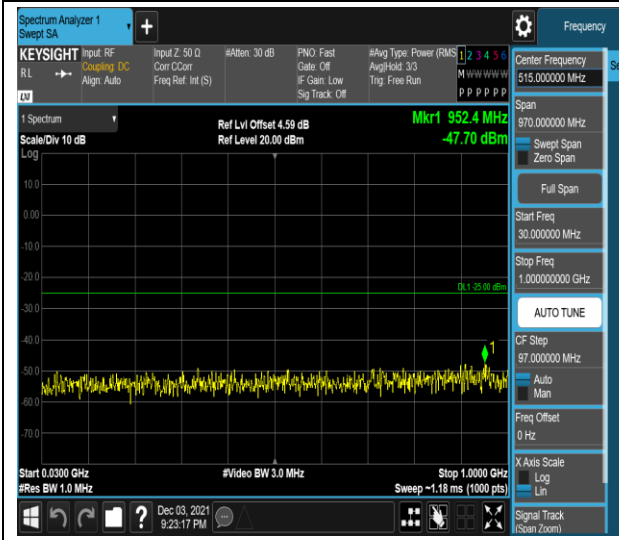 Spectrum Analyzer 1
Swept SA
+
Frequency
KEYSIGHT
RL
LXI
Input: RF
Coupling: DC
Align: Auto
Input Z: 50 Ω
Corr CCorr
Freq Ref: Int (S)
#Atten: 30 dB
PNO: Fast
Gate: Off
IF Gain: Low
Sig Track: Off
#Avg Type: Power (RMS
Avg|Hold: 3/3
Trig: Free Run
1 2 3 4 5 6
M W W W W W
P P P P P P
1 Spectrum
Scale/Div 10 dB
Log
Ref Lvl Offset 4.59 dB
Ref Level 20.00 dBm
Mkr1 952.4 MHz
-47.70 dBm
10.0
0.00
-10.0
-20.0
-30.0
-40.0
-50.0
-60.0
-70.0
DL1 -25.00 dBm
1
Start 0.0300 GHz
#Res BW 1.0 MHz
#Video BW 3.0 MHz
Stop 1.0000 GHz
Sweep ~1.18 ms (1000 pts)
?
Dec 03, 2021
9:23:17 PM
Center Frequency
515.000000 MHz
Span
970.000000 MHz
Swept Span
Zero Span
Full Span
Start Freq
30.000000 MHz
Stop Freq
1.000000000 GHz
AUTO TUNE
CF Step
97.000000 MHz
Auto
Man
Freq Offset
0 Hz
X Axis Scale
Log
Lin
Signal Track
(Span Zoom)